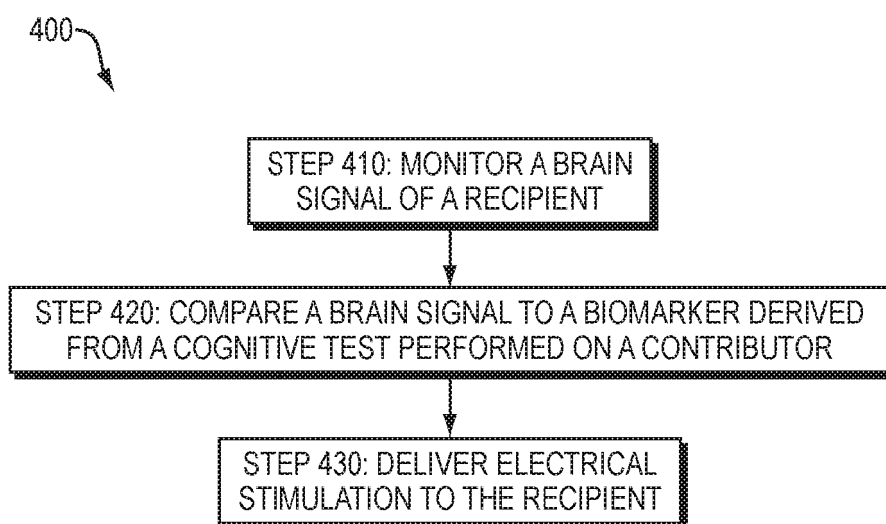 400
STEP 410: MONITOR A BRAIN
SIGNAL OF A RECIPIENT
STEP 420: COMPARE A BRAIN SIGNAL TO A BIOMARKER DERIVED
FROM A COGNITIVE TEST PERFORMED ON A CONTRIBUTOR
STEP 430: DELIVER ELECTRICAL
STIMULATION TO THE RECIPIENT